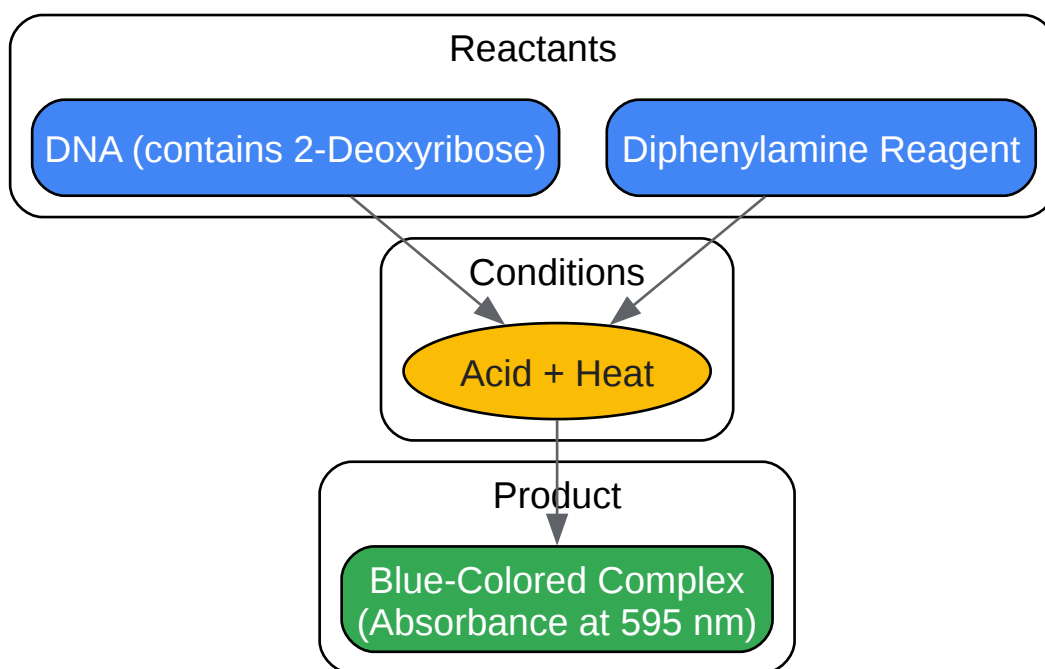 Reactants
DNA (contains 2-Deoxyribose)
Diphenylamine Reagent
Conditions
Acid + Heat
Product
Blue-Colored Complex
(Absorbance at 595 nm)